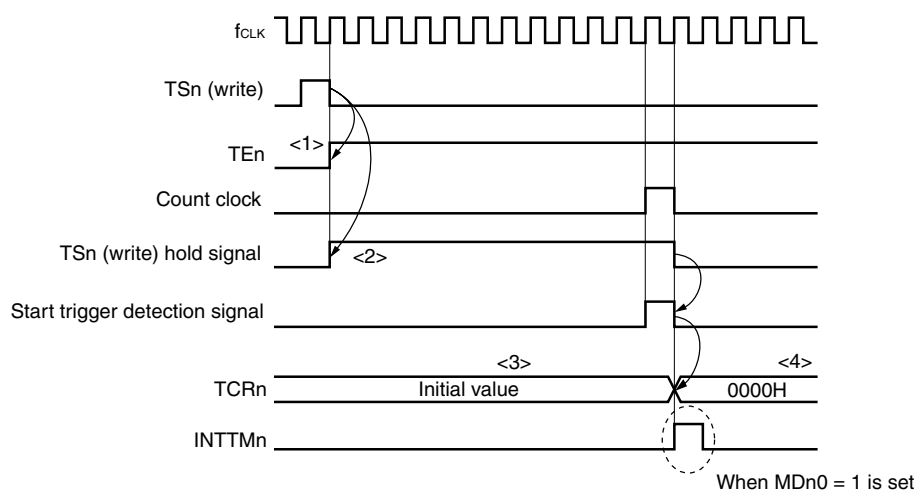 fCLK
TSn (write)
<1>
TEn
Count clock
TSn (write) hold signal
<2>
Start trigger detection signal
<3>
<4>
TCRn
Initial value
0000H
INTTMn
When MDn0 = 1 is set